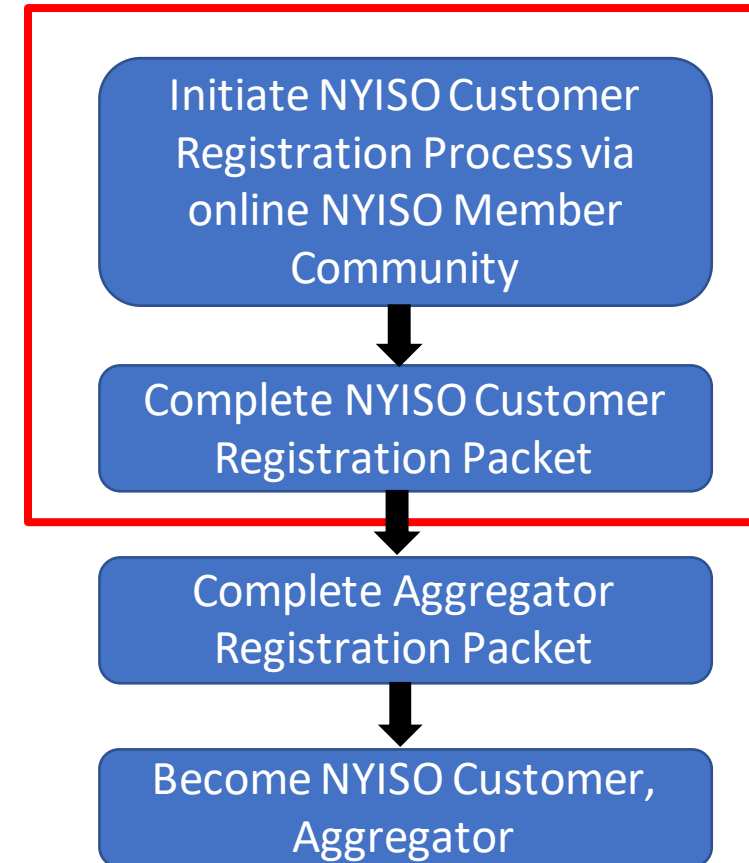 Initiate NYISO Customer
Registration Process via
online NYISO Member
Community
Complete NYISO Customer
Registration Packet
Complete Aggregator
Registration Packet
Become NYISO Customer,
Aggregator